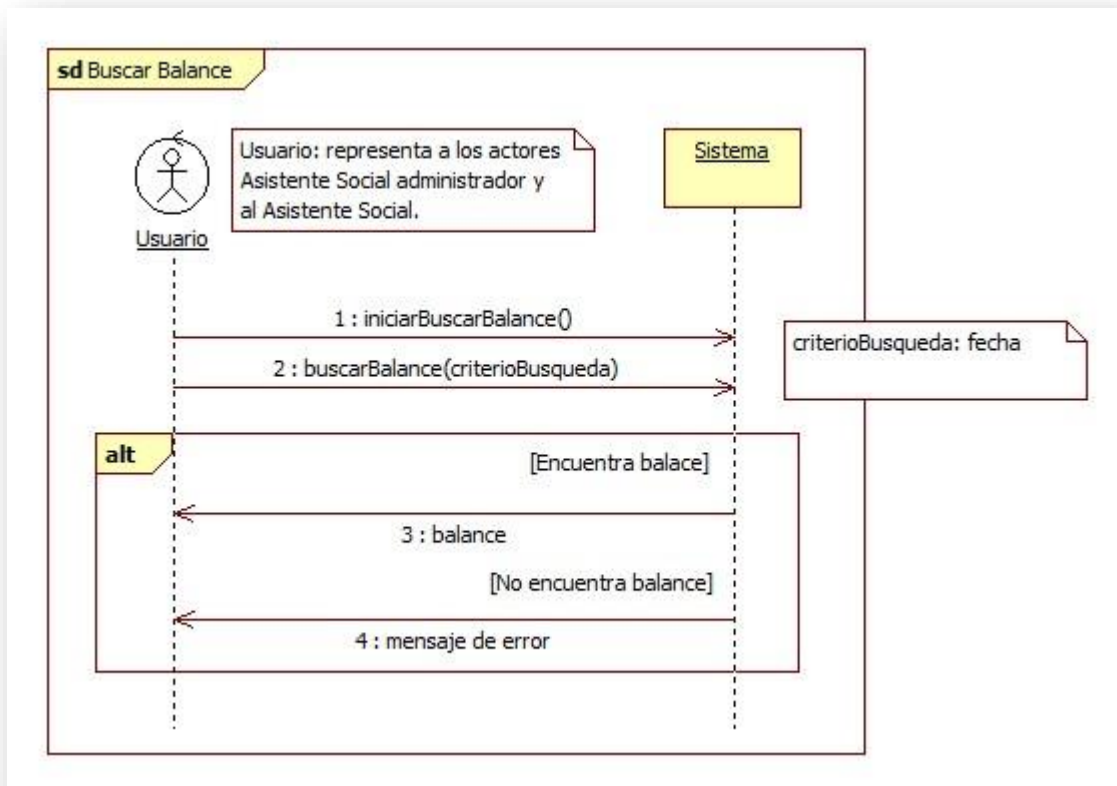 sd Buscar Balance
Usuario: representa a los actores
Asistente Social administrador y
al Asistente Social.
Sistema
Usuario
1 : iniciarBuscarBalance()
criterioBusqueda: fecha
2 : buscarBalance(criterioBusqueda)
alt
[Encuentra balace]
3 : balance
[No encuentra balance]
4 : mensaje de error